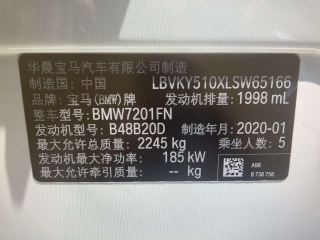 华晨宝马汽车有限公司制造
制造国：中国 LBVKY510XLSW65166
品牌：宝马(BMW)牌 发动机排量：1998 mL
整车型号：BMW7201FN
发动机型号：B48B20D 制造年月：2020-01
最大允许总质量：2245 kg 乘坐人数：5
发动机最大净功率：185 kW
最大允许牵引质量：- kg
A96
6 738 756